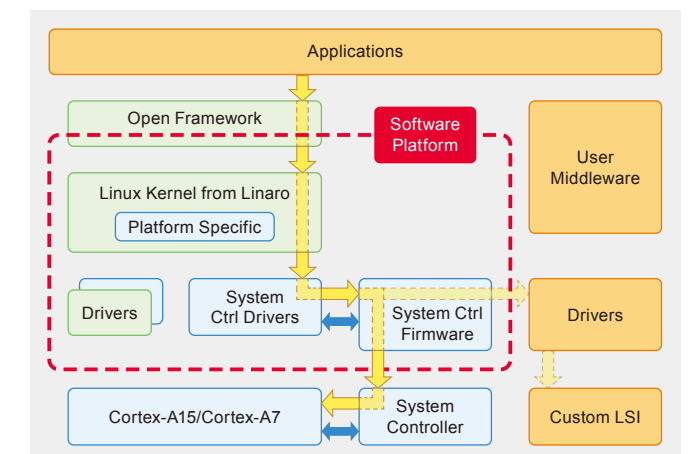 Applications
Open Framework
Software
Platform
User
Middleware
Linux Kernel from Linaro
Platform Specific
Drivers
System
Ctrl Drivers
System Ctrl
Firmware
Drivers
Cortex-A15/Cortex-A7
System
Controller
Custom LSI